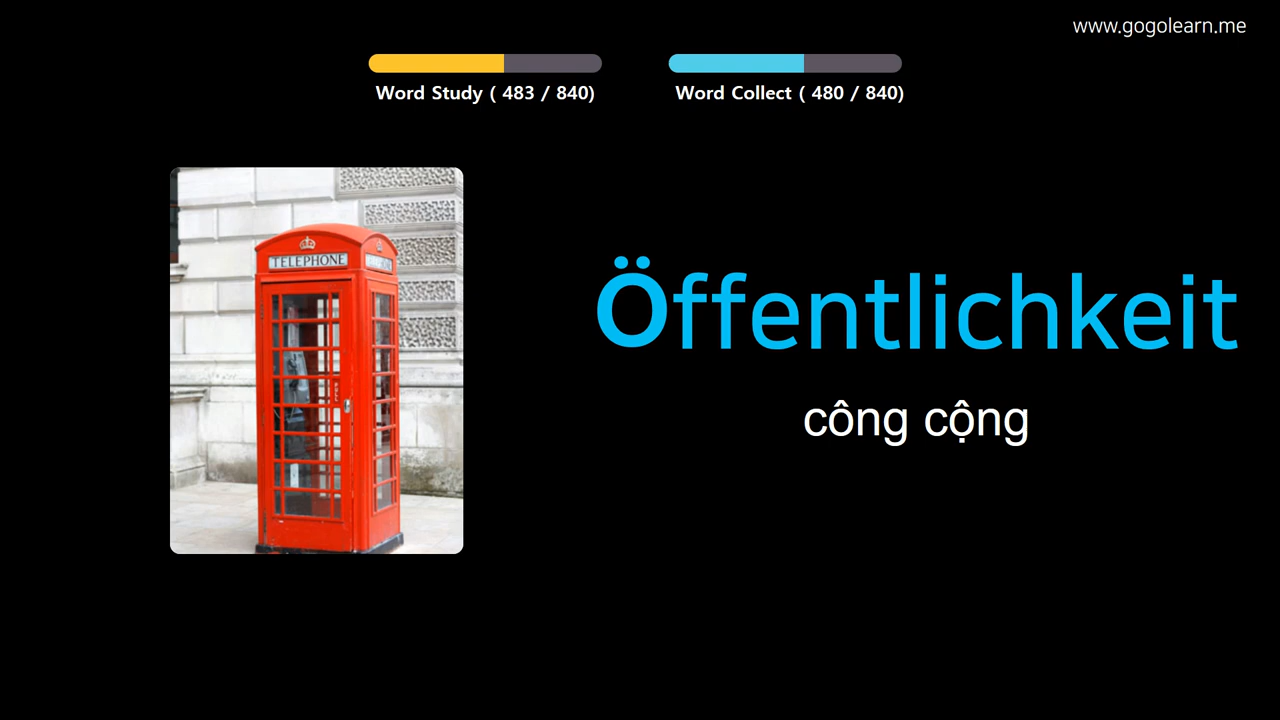 www.gogolearn.me
Word Study ( 483 / 840)
Word Collect ( 480 / 840)
TELEPHONE
Öffentlichkeit
công cộng